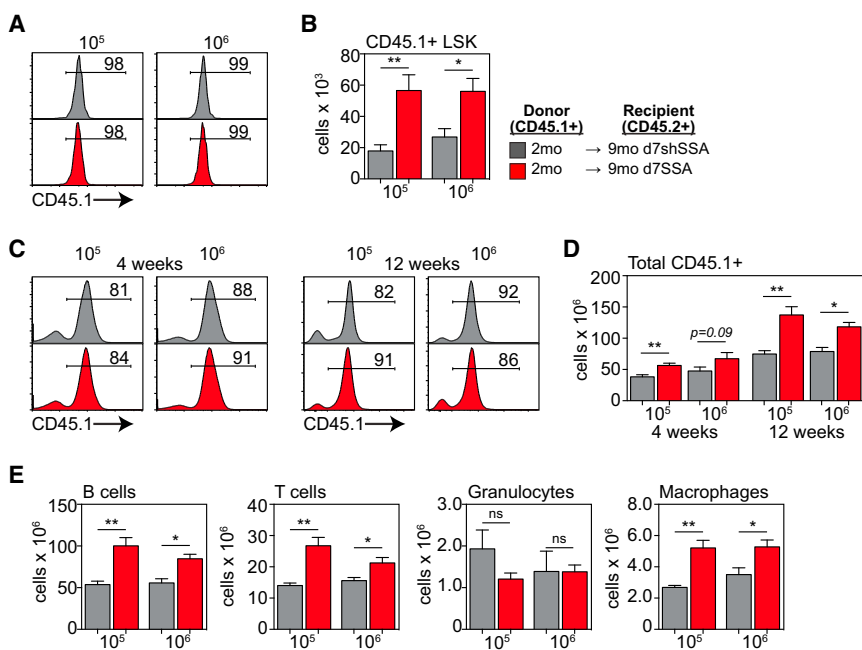 A
10⁵
10⁶
98
99
98
99
CD45.1
B
CD45.1+ LSK
cells x 10³
80
60
40
20
0
**
*
10⁵
10⁶
Donor
(CD45.1+)
Recipient
(CD45.2+)
2mo → 9mo d7shSSA
2mo → 9mo d7SSA
C
10⁵
10⁶
4 weeks
81
88
84
91
CD45.1
10⁵
10⁶
12 weeks
82
92
91
86
CD45.1
D
Total CD45.1+
cells x 10⁶
200
150
100
50
0
**
p=0.09
**
*
10⁵
10⁶
10⁵
10⁶
4 weeks
12 weeks
E
B cells
cells x 10⁶
150
100
50
0
**
*
10⁵
10⁶
T cells
cells x 10⁶
40
30
20
10
0
**
*
10⁵
10⁶
Granulocytes
cells x 10⁶
3.0
2.0
1.0
0.0
ns
ns
10⁵
10⁶
Macrophages
cells x 10⁶
8.0
6.0
4.0
2.0
0.0
**
*
10⁵
10⁶